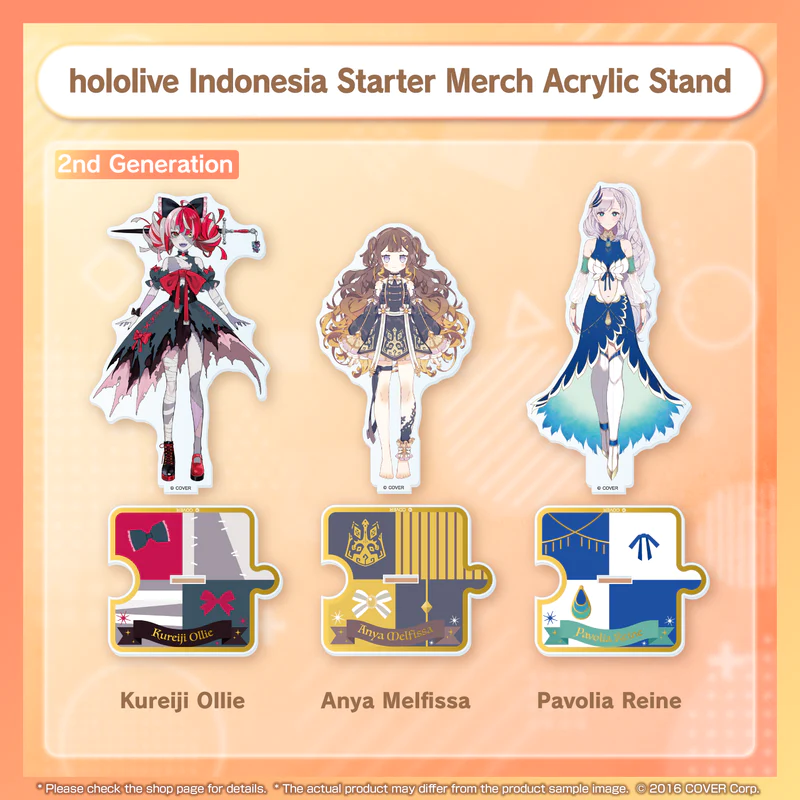 hololive Indonesia Starter Merch Acrylic Stand
2nd Generation
© COVER
© COVER
Kureiji Ollie
Anya Melfissa
Pavolia Reine
Kureiji Ollie
Anya Melfissa
Pavolia Reine
* Please check the shop page for details. * The actual product may differ from the product sample image. © 2016 COVER Corp.